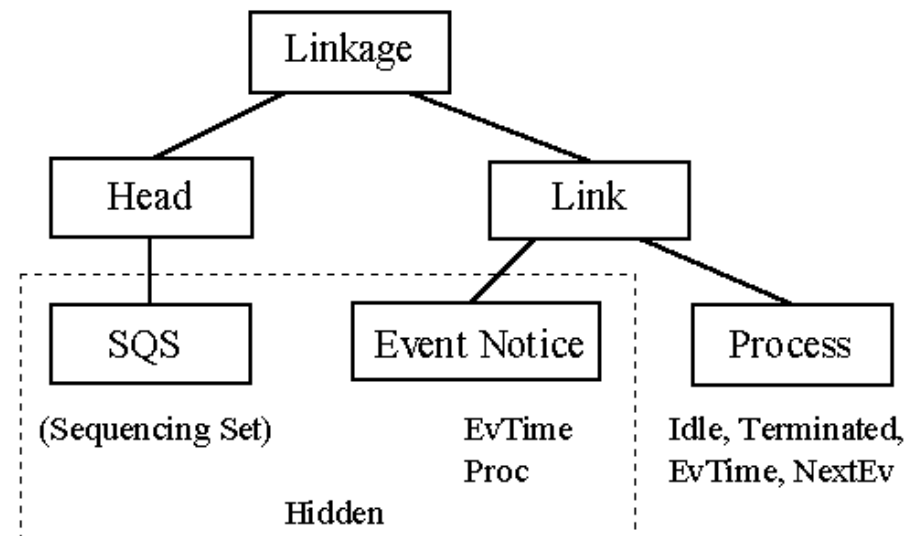 Linkage
Head
Link
SQS
Event Notice
Process
(Sequencing Set)
EvTime
Proc
Idle, Terminated,
EvTime, NextEv
Hidden